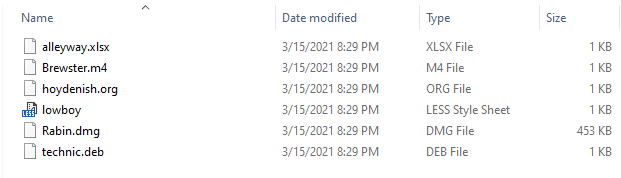 Name Date modified Type Size
alleyway.xlsx 3/15/2021 8:29 PM XLSX File 1 KB
Brewster.m4 3/15/2021 8:29 PM M4 File 1 KB
hoydenish.org 3/15/2021 8:29 PM ORG File 1 KB
lowboy 3/15/2021 8:29 PM LESS Style Sheet 1 KB
Rabin.dmg 3/15/2021 8:29 PM DMG File 453 KB
technic.deb 3/15/2021 8:29 PM DEB File 1 KB